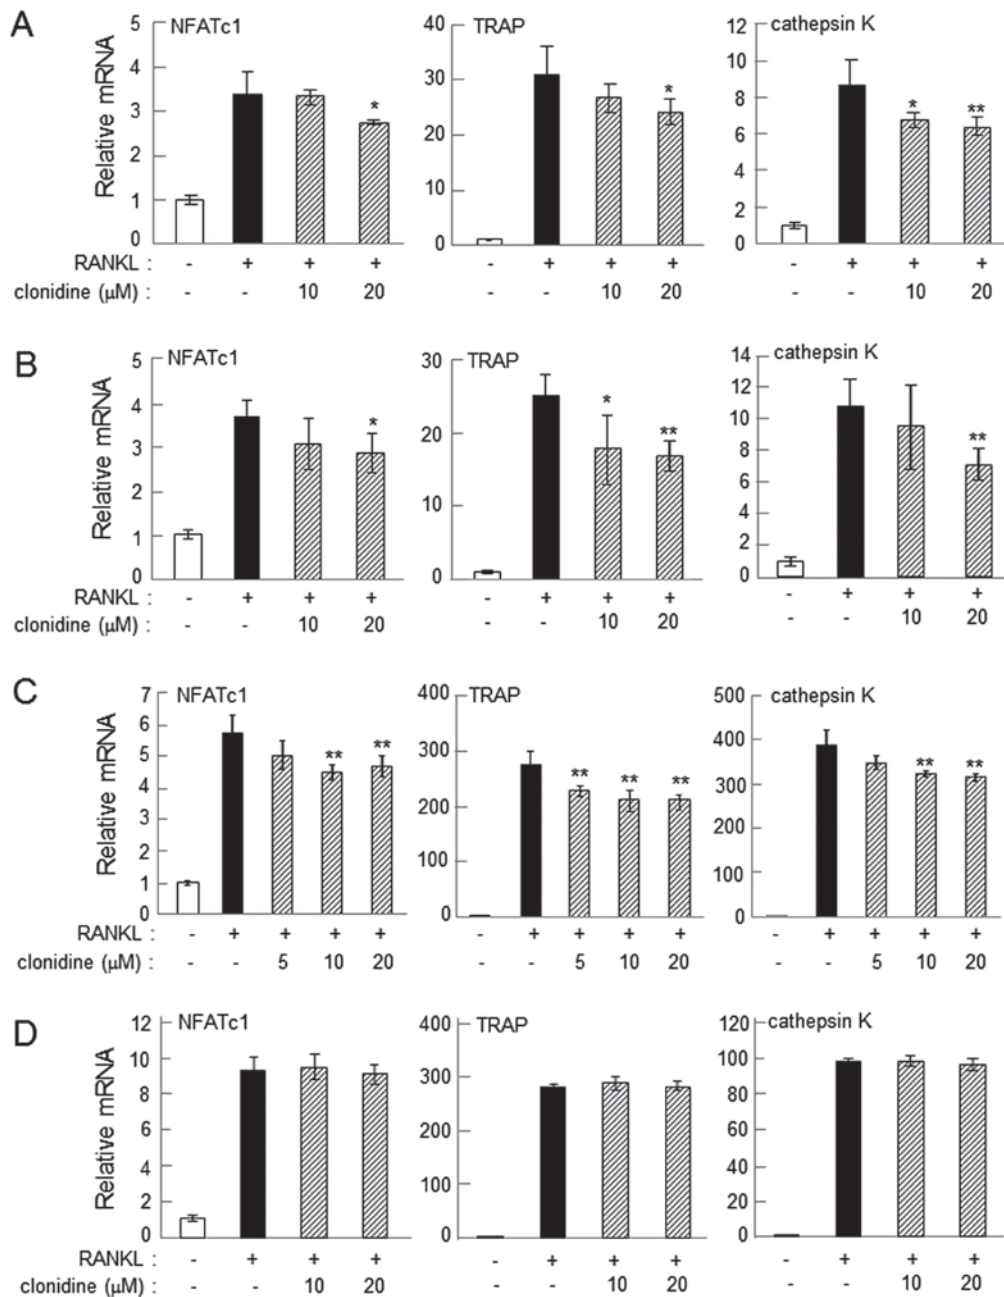 A
NFATc1
TRAP
cathepsin K
Relative mRNA
5
4
3
2
1
0
*
40
30
20
10
0
*
12
10
8
6
4
2
0
*
**
RANKL :
- + + +
- + + +
- + + +
clonidine (μM) :
- - 10 20
- - 10 20
- - 10 20
B
NFATc1
TRAP
cathepsin K
Relative mRNA
5
4
3
2
1
0
*
30
20
10
0
*
**
14
12
10
8
6
4
2
0
**
RANKL :
- + + +
- + + +
- + + +
clonidine (μM) :
- - 10 20
- - 10 20
- - 10 20
C
NFATc1
TRAP
cathepsin K
Relative mRNA
7
6
5
4
3
2
1
0
**
**
400
300
200
100
0
**
**
**
500
400
300
200
100
0
**
**
RANKL :
- + + + +
- + + + +
- + + + +
clonidine (μM) :
- - 5 10 20
- - 5 10 20
- - 5 10 20
D
NFATc1
TRAP
cathepsin K
Relative mRNA
12
10
8
6
4
2
0
400
300
200
100
0
120
100
80
60
40
20
0
RANKL :
- + + +
- + + +
- + + +
clonidine (μM) :
- - 10 20
- - 10 20
- - 10 20